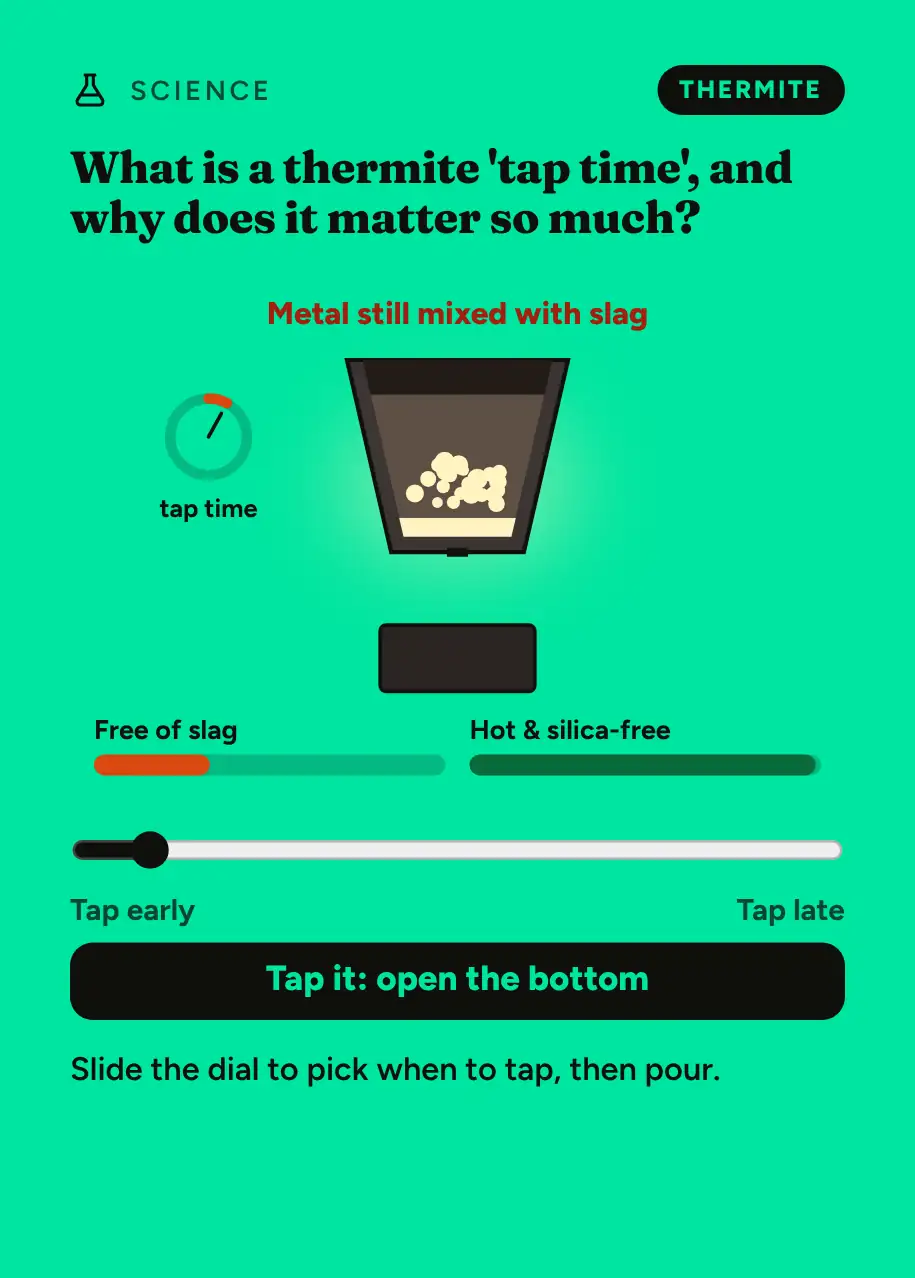 SCIENCE
THERMITE
What is a thermite 'tap time', and
why does it matter so much?
Metal still mixed with slag
tap time
Free of slag
Hot & silica-free
Tap early
Tap late
Tap it: open the bottom
Slide the dial to pick when to tap, then pour.